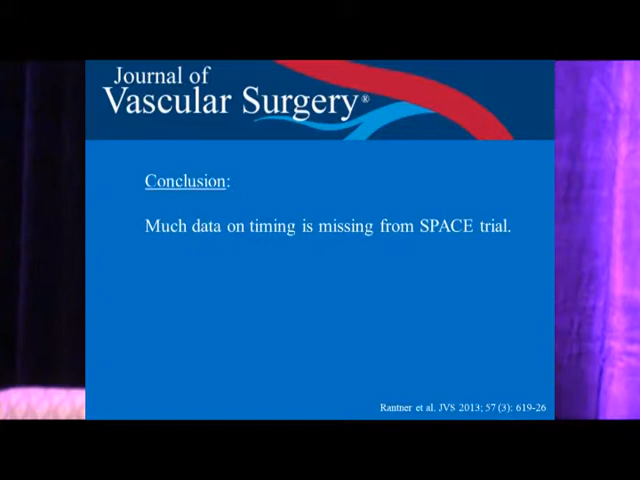 Journal of
Vascular Surgery®
Conclusion:
Much data on timing is missing from SPACE trial.
Rantner et al. JVS 2013; 57 (3): 619-26